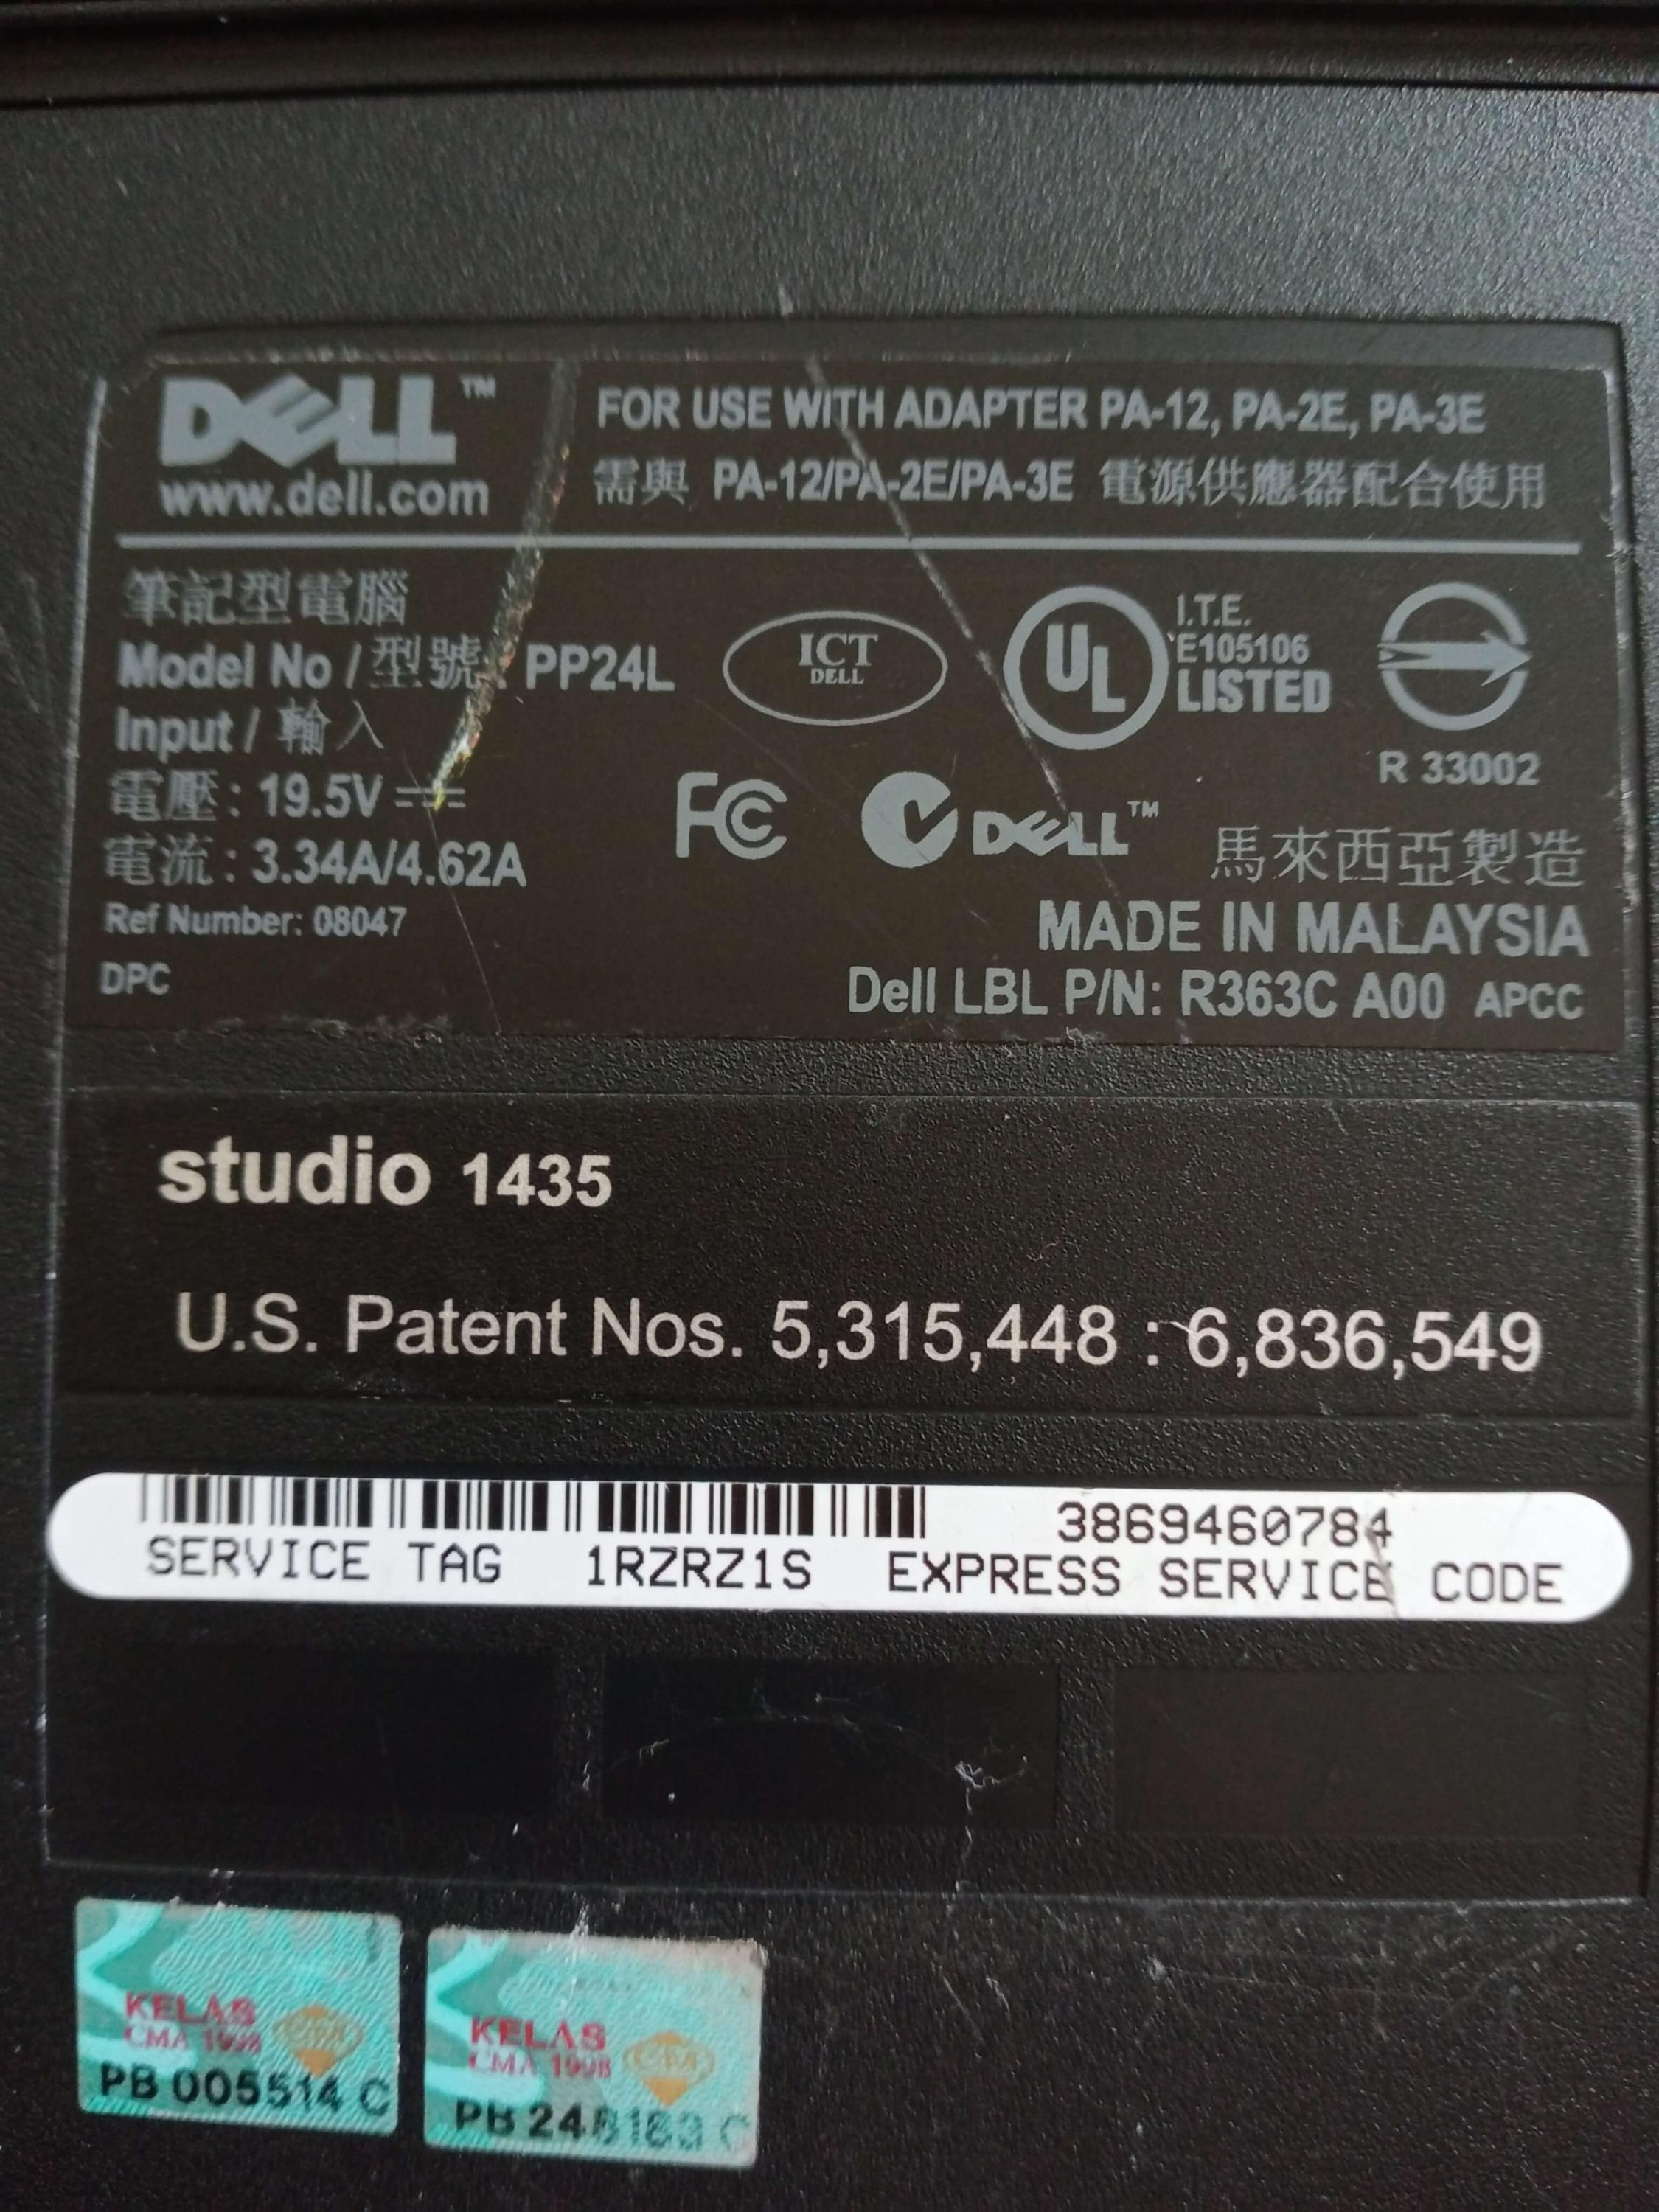 DELL™
www.dell.com
FOR USE WITH ADAPTER PA-12, PA-2E, PA-3E
需與 PA-12/PA-2E/PA-3E 電源供應器配合使用
筆記型電腦
Model No / 型號: PP24L
Input / 輸入
電壓: 19.5V
電流: 3.34A/4.62A
Ref Number: 08047
DPC
ICT
DELL
UL
I.T.E.
E105106
LISTED
R 33002
FC
DELL™
馬來西亞製造
MADE IN MALAYSIA
Dell LBL P/N: R363C A00 APCC
studio 1435
U.S. Patent Nos. 5,315,448 : 6,836,549
3869460784
SERVICE TAG 1RZRZ1S EXPRESS SERVICE CODE
KELAS
CMA 1998
PB 005514 C
KELAS
CMA 1998
PB